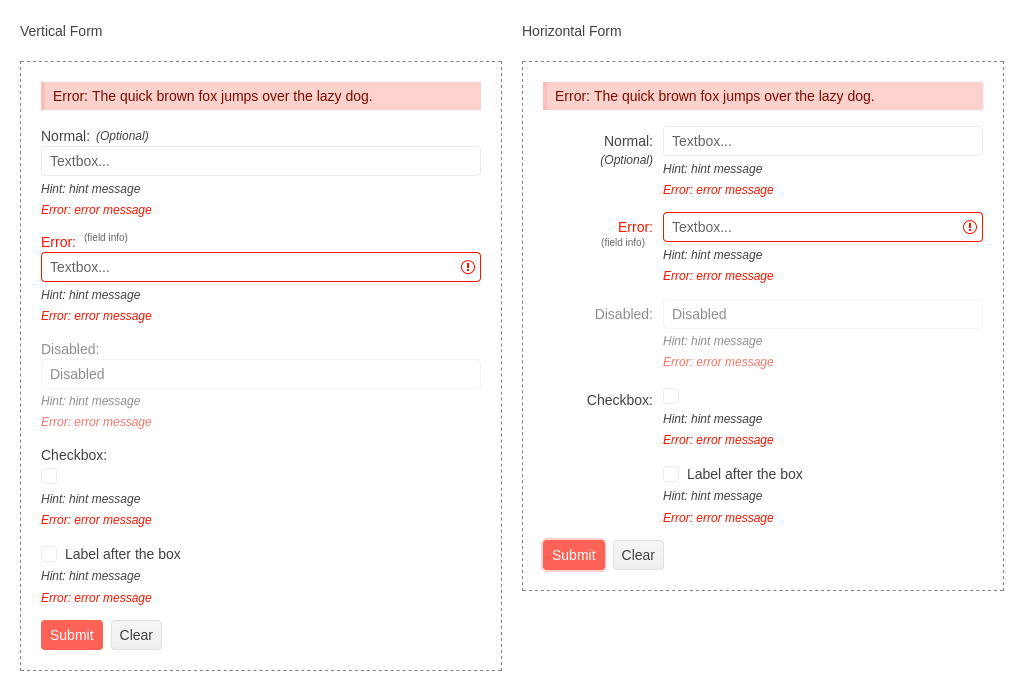 Vertical Form
Error: The quick brown fox jumps over the lazy dog.
Normal: (Optional)
Textbox...
Hint: hint message
Error: error message
Error: (field info)
Textbox...
Hint: hint message
Error: error message
Disabled:
Disabled
Hint: hint message
Error: error message
Checkbox:
Hint: hint message
Error: error message
Label after the box
Hint: hint message
Error: error message
Submit Clear
Horizontal Form
Error: The quick brown fox jumps over the lazy dog.
Normal: Textbox...
(Optional) Hint: hint message
Error: error message
Error: Textbox...
(field info) Hint: hint message
Error: error message
Disabled: Disabled
Hint: hint message
Error: error message
Checkbox:
Hint: hint message
Error: error message
Label after the box
Hint: hint message
Error: error message
Submit Clear